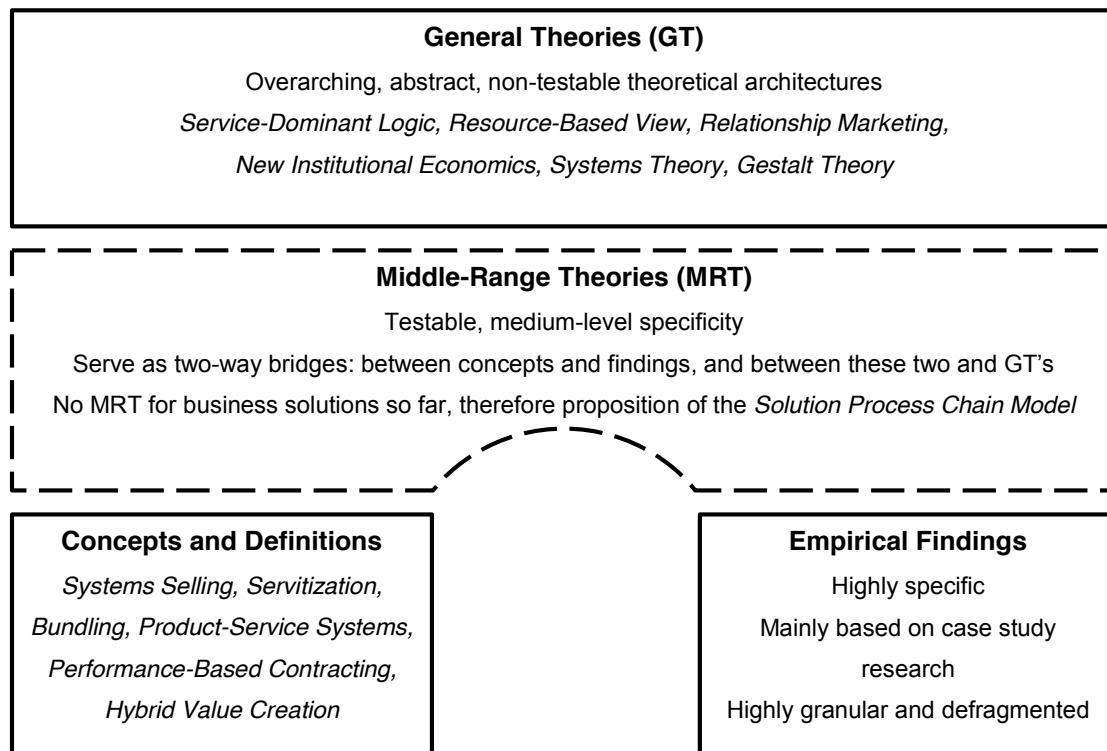 General Theories (GT)
Overarching, abstract, non-testable theoretical architectures
Service-Dominant Logic, Resource-Based View, Relationship Marketing,
New Institutional Economics, Systems Theory, Gestalt Theory
Middle-Range Theories (MRT)
Testable, medium-level specificity
Serve as two-way bridges: between concepts and findings, and between these two and GT's
No MRT for business solutions so far, therefore proposition of the Solution Process Chain Model
Concepts and Definitions
Systems Selling, Servitization,
Bundling, Product-Service Systems,
Performance-Based Contracting,
Hybrid Value Creation
Empirical Findings
Highly specific
Mainly based on case study
research
Highly granular and defragmented